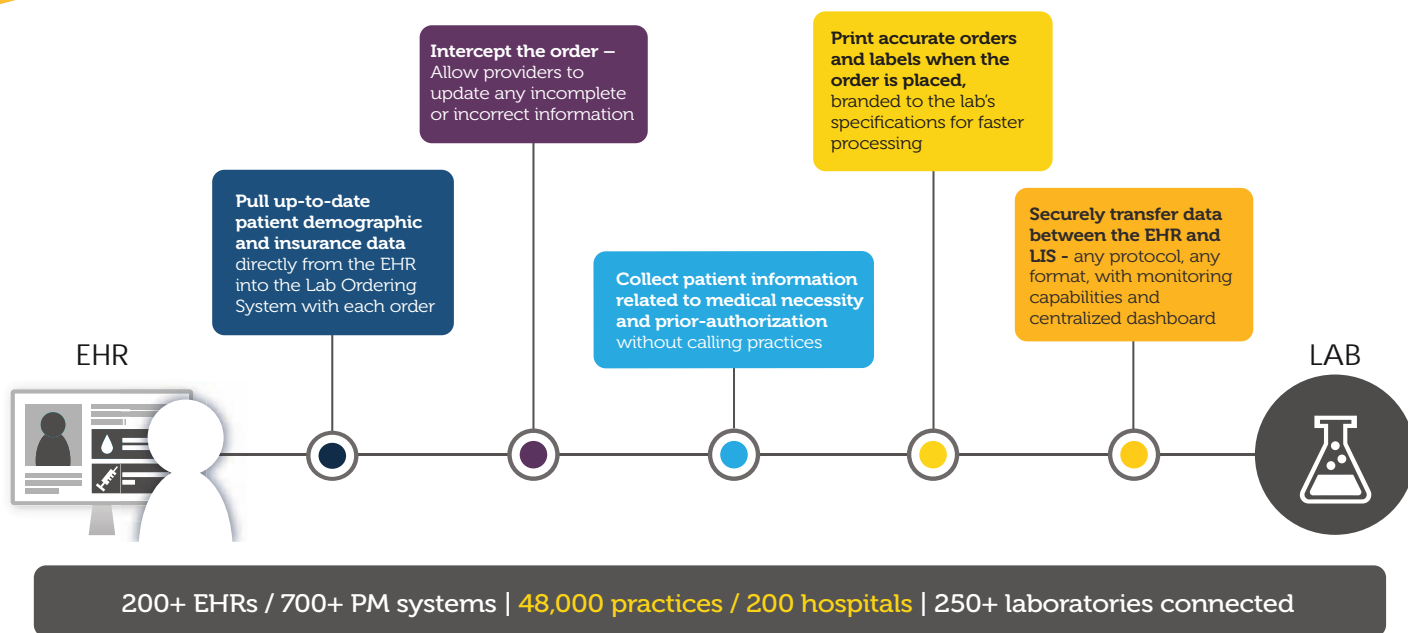 EHR
Pull up-to-date
patient demographic
and insurance data
directly from the EHR
into the Lab Ordering
System with each order
Intercept the order –
Allow providers to
update any incomplete
or incorrect information
Collect patient information
related to medical necessity
and prior-authorization
without calling practices
Print accurate orders
and labels when the
order is placed,
branded to the lab's
specifications for faster
processing
Securely transfer data
between the EHR and
LIS - any protocol, any
format, with monitoring
capabilities and
centralized dashboard
LAB
200+ EHRs / 700+ PM systems | 48,000 practices / 200 hospitals | 250+ laboratories connected